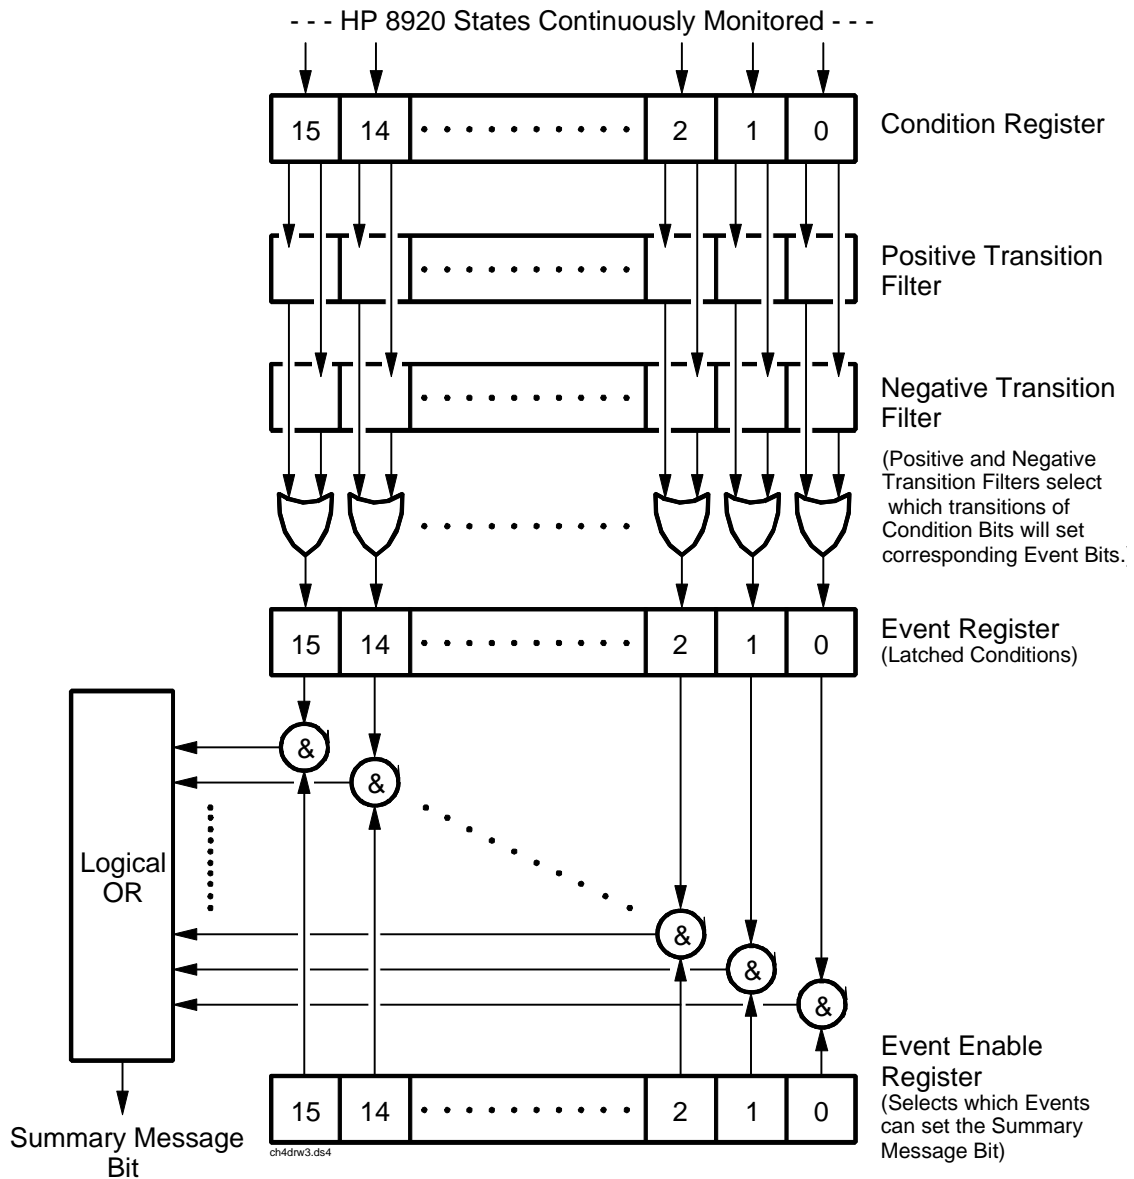 - - - HP 8920 States Continuously Monitored - - -
15 14 2 1 0
Condition Register
Positive Transition
Filter
Negative Transition
Filter
(Positive and Negative
Transition Filters select
which transitions of
Condition Bits will set
corresponding Event Bits.)
15 14 2 1 0
Event Register
(Latched Conditions)
&
&
Logical
OR
&
&
&
Event Enable
Register
(Selects which Events
can set the Summary
Message Bit)
15 14 2 1 0
ch4drw3.ds4
Summary Message
Bit